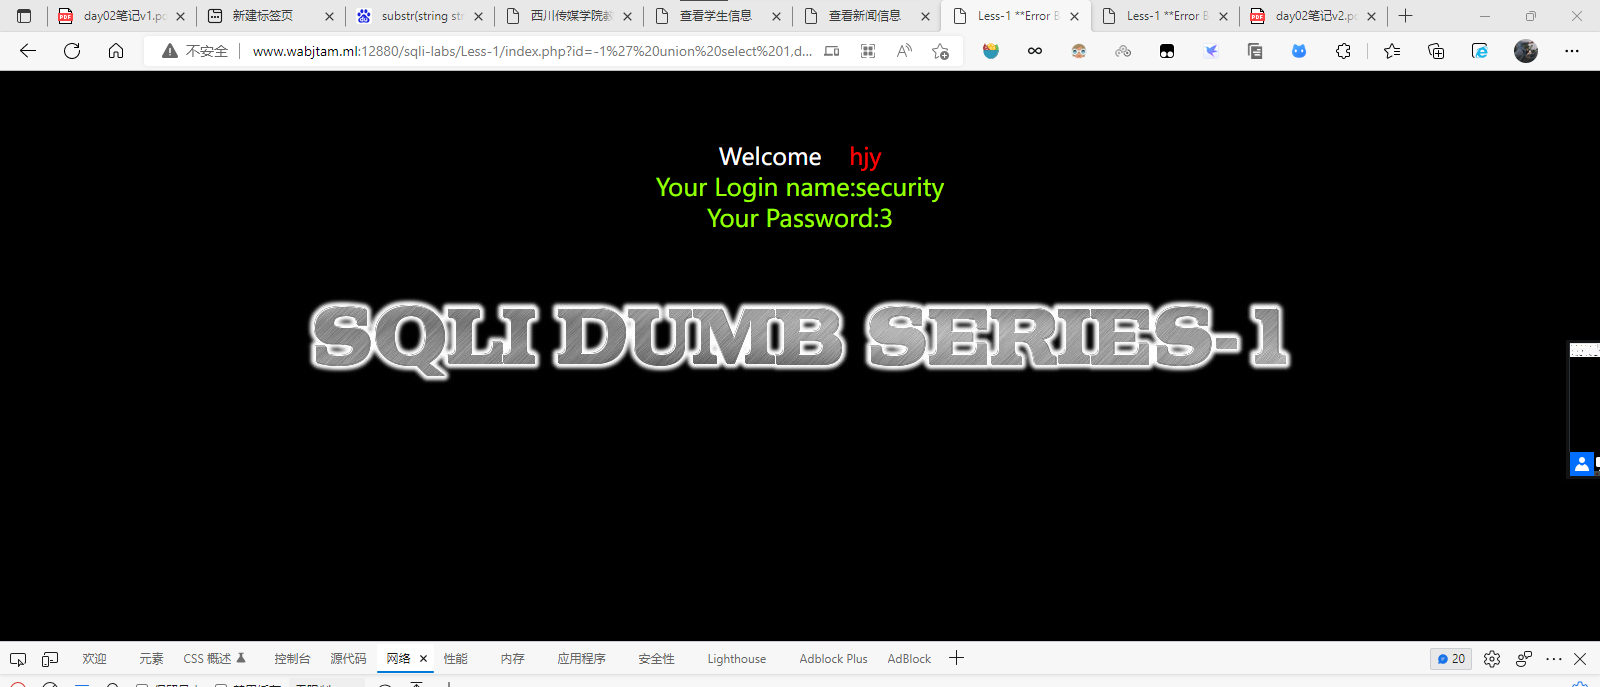 day02笔记v1.pc
新建标签页
substr(string str
西川传媒学院
查看学生信息
查看新闻信息
Less-1 **Error B
Less-1 **Error B
day02笔记v2.pc
不安全
www.wabjtam.ml:12880/sqli-labs/Less-1/index.php?id=-1%27%20union%20select%201,d...
Welcome hjy
Your Login name:security
Your Password:3
SQLI DUMB SERIES-1
欢迎 元素 CSS 概述 控制台 源代码 网络 性能 内存 应用程序 安全性 Lighthouse Adblock Plus AdBlock
20